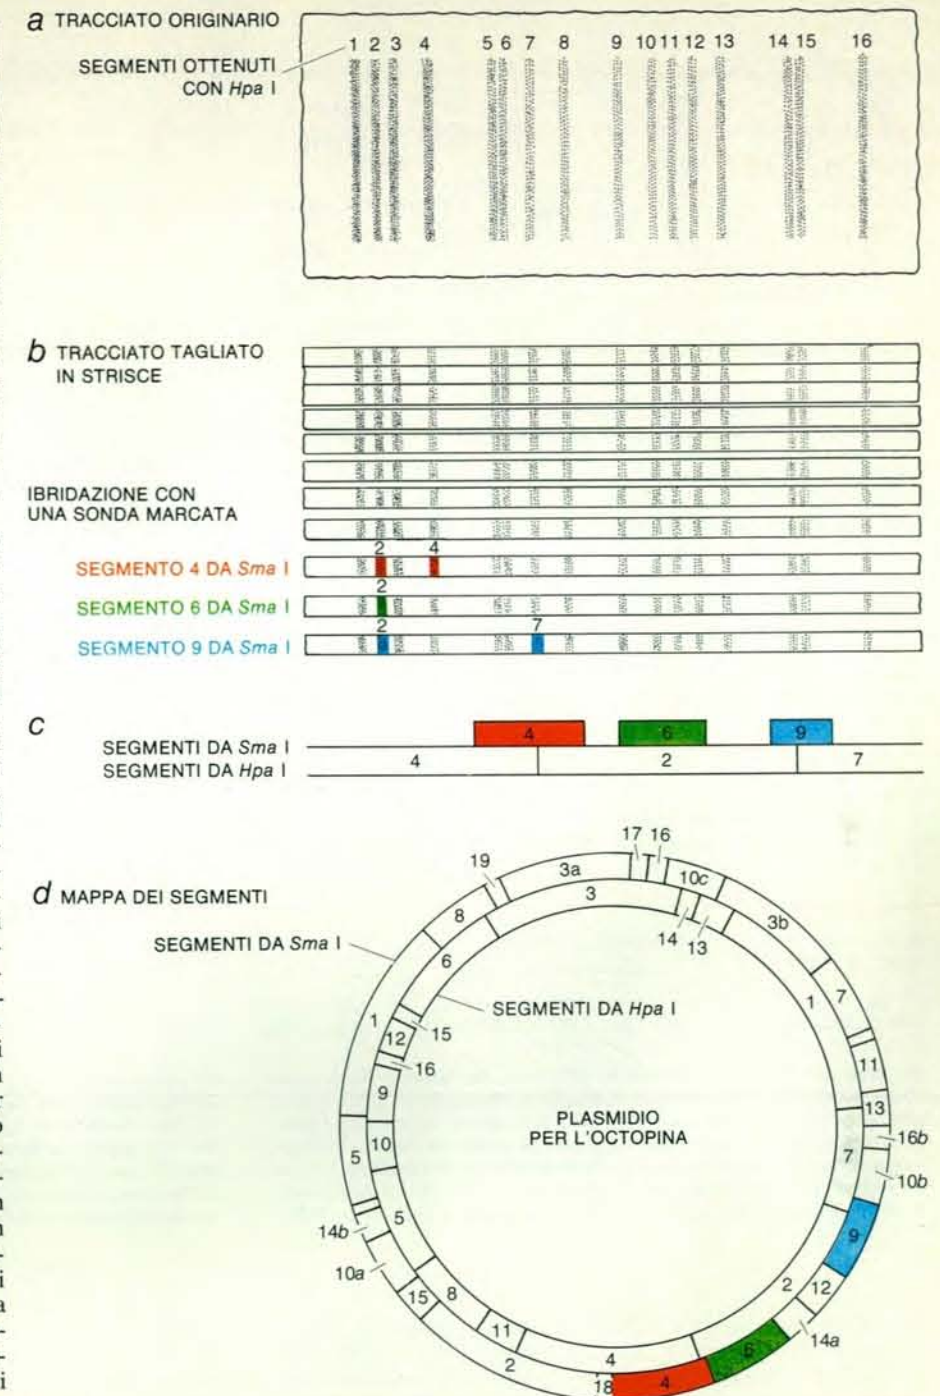 a TRACCIATO ORIGINARIO
SEGMENTI OTTENUTI
CON Hpa I
1 2 3 4 5 6 7 8 9 10 11 12 13 14 15 16
b TRACCIATO TAGLIATO
IN STRISCE
IBRIDAZIONE CON
UNA SONDA MARCATA
2 4
SEGMENTO 4 DA Sma I
2
SEGMENTO 6 DA Sma I
2 7
SEGMENTO 9 DA Sma I
c
4 6 9
SEGMENTI DA Sma I
SEGMENTI DA Hpa I
4 2 7
d MAPPA DEI SEGMENTI
SEGMENTI DA Sma I
SEGMENTI DA Hpa I
PLASMIDIO
PER L'OCTOPINA
19
3a
17
16
10c
3b
7
11
13
16b
10b
9
12
14a
6
4
18
2
15
10a
14b
5
1
8
3
14
13
1
7
2
4
11
8
5
10
9
16
12
15
6